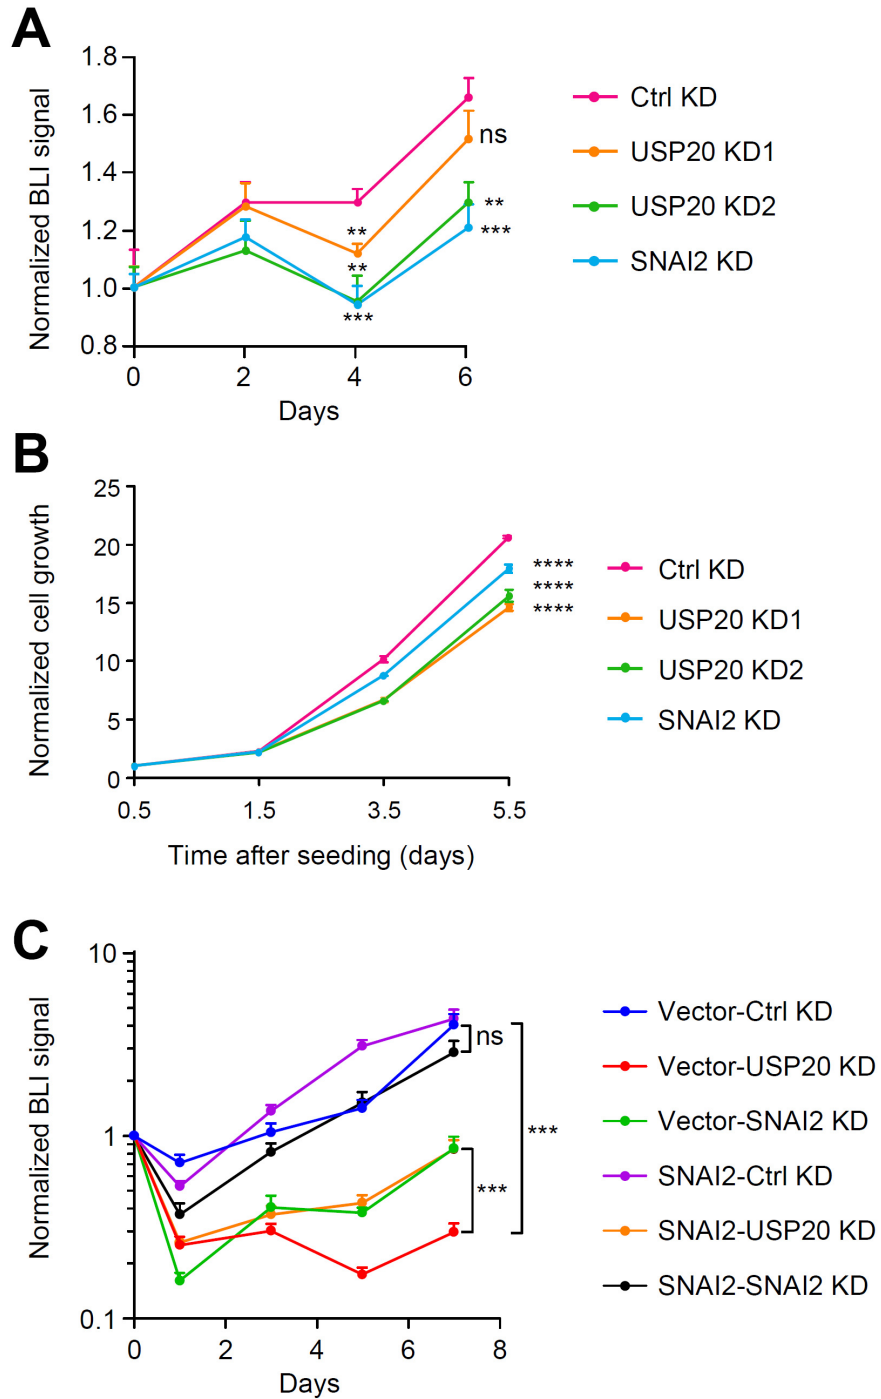 A
Normalized BLI signal
1.8
1.6
1.4
1.2
1.0
0.8
0
2
4
6
Days
**
**
***
ns
**
***
Ctrl KD
USP20 KD1
USP20 KD2
SNAI2 KD
B
Normalized cell growth
25
20
15
10
5
0
0.5
1.5
3.5
5.5
Time after seeding (days)
****
****
****
Ctrl KD
USP20 KD1
USP20 KD2
SNAI2 KD
C
Normalized BLI signal
10
1
0.1
0
2
4
6
8
Days
ns
***
***
Vector-Ctrl KD
Vector-USP20 KD
Vector-SNAI2 KD
SNAI2-Ctrl KD
SNAI2-USP20 KD
SNAI2-SNAI2 KD